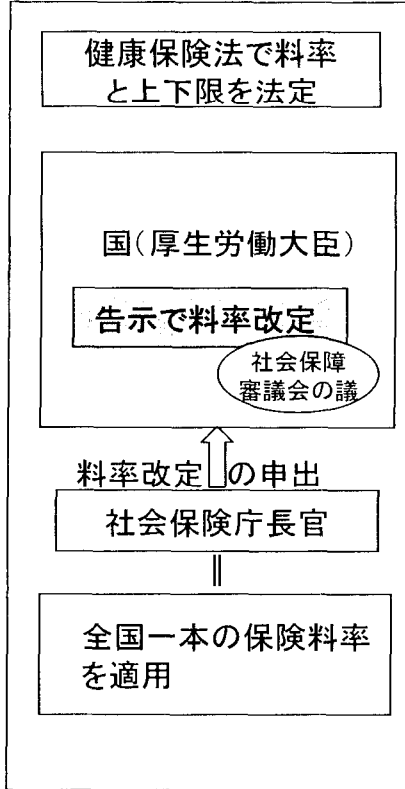 健康保険法で料率
と上下限を法定
国(厚生労働大臣)
告示で料率改定
社会保障
審議会の議
料率改定 の申出
社会保険庁長官
||
全国一本の保険料率
を適用